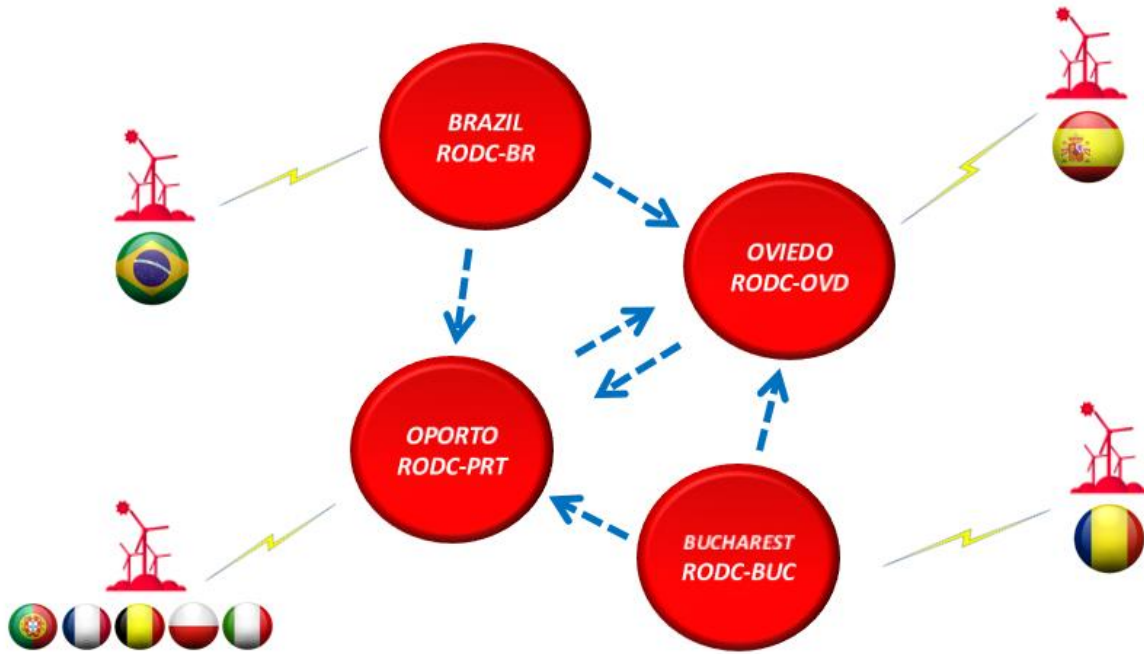 BRAZIL
RODC-BR
OVIEDO
RODC-OVD
OPORTO
RODC-PRT
BUCHAREST
RODC-BUC